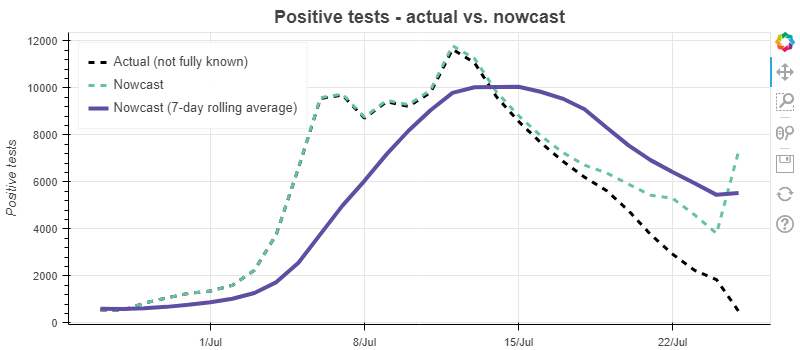 Positive tests - actual vs. nowcast
12000
10000
8000
6000
4000
2000
0
Positive tests
Actual (not fully known)
Nowcast
Nowcast (7-day rolling average)
1/Jul
8/Jul
15/Jul
22/Jul